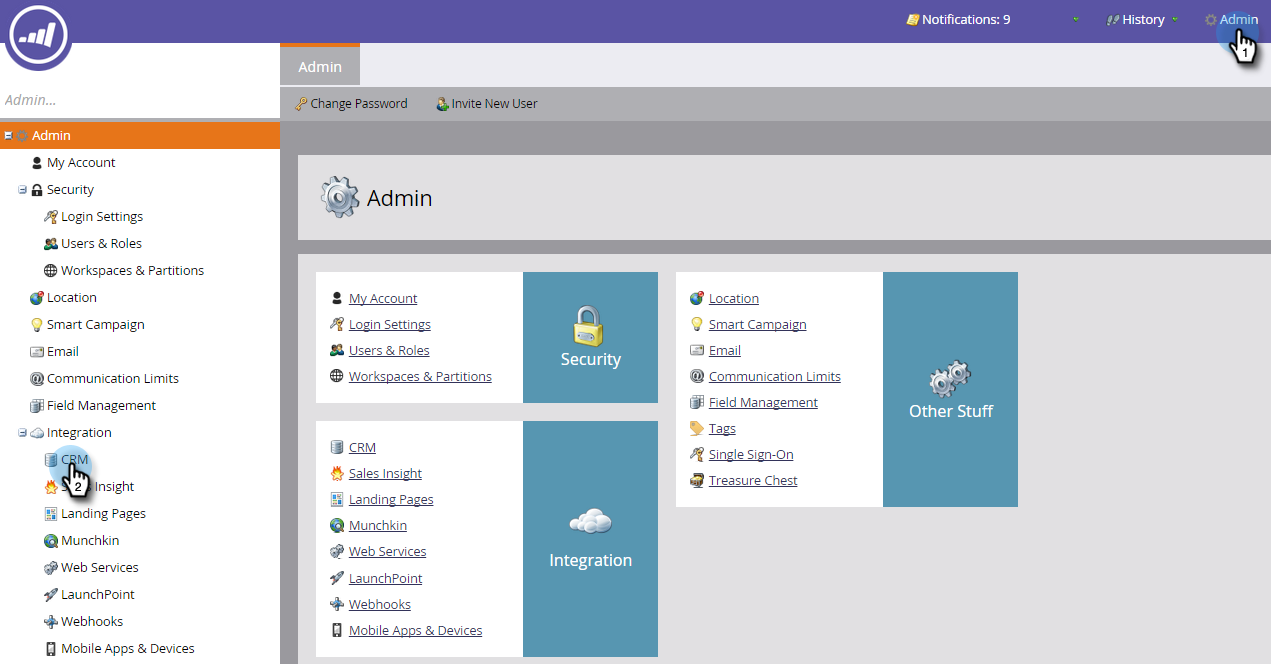 Notifications: 9
History
Admin
1
Admin
Admin...
Change Password
Invite New User
Admin
My Account
Security
Login Settings
Users & Roles
Workspaces & Partitions
Location
Smart Campaign
Email
Communication Limits
Field Management
Integration
CRM
2
Insight
Landing Pages
Munchkin
Web Services
LaunchPoint
Webhooks
Mobile Apps & Devices
Admin
My Account
Login Settings
Users & Roles
Workspaces & Partitions
Security
CRM
Sales Insight
Landing Pages
Munchkin
Web Services
LaunchPoint
Webhooks
Mobile Apps & Devices
Integration
Location
Smart Campaign
Email
Communication Limits
Field Management
Tags
Single Sign-On
Treasure Chest
Other Stuff